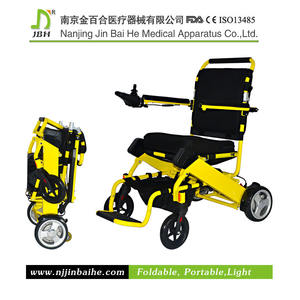 JBH
R
南京金百合医疗器械有限公司 FDA CE ISO13485
Nanjing Jin Bai He Medical Apparatus Co.,Ltd.
www.njjinbaihe.com Foldable, Portable,Light